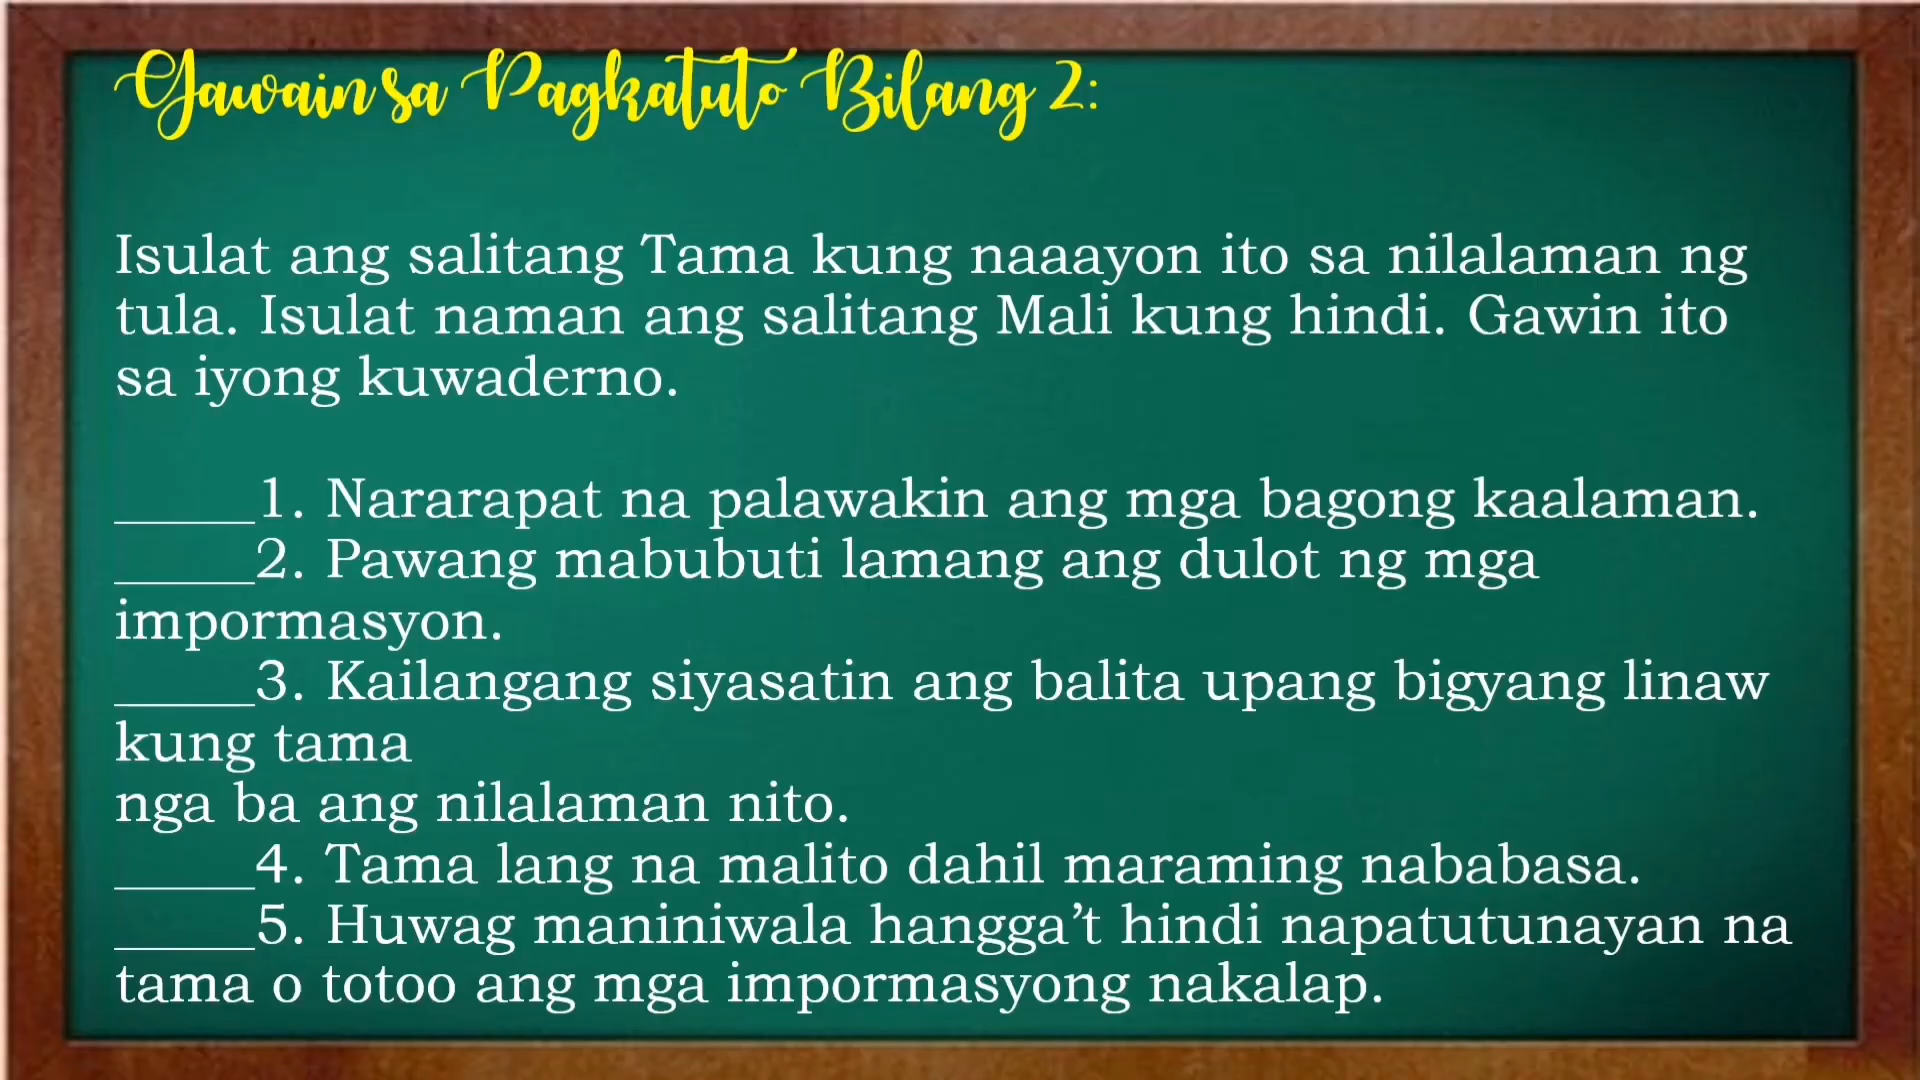 Gawain sa Pagkatuto Bilang 2:
Isulat ang salitang Tama kung naaayon ito sa nilalaman ng
tula. Isulat naman ang salitang Mali kung hindi. Gawin ito
sa iyong kuwaderno.
_____1. Nararapat na palawakin ang mga bagong kaalaman.
_____2. Pawang mabubuti lamang ang dulot ng mga
impormasyon.
_____3. Kailangang siyasatin ang balita upang bigyang linaw
kung tama
nga ba ang nilalaman nito.
_____4. Tama lang na malito dahil maraming nababasa.
_____5. Huwag maniniwala hangga’t hindi napatutunayan na
tama o totoo ang mga impormasyong nakalap.